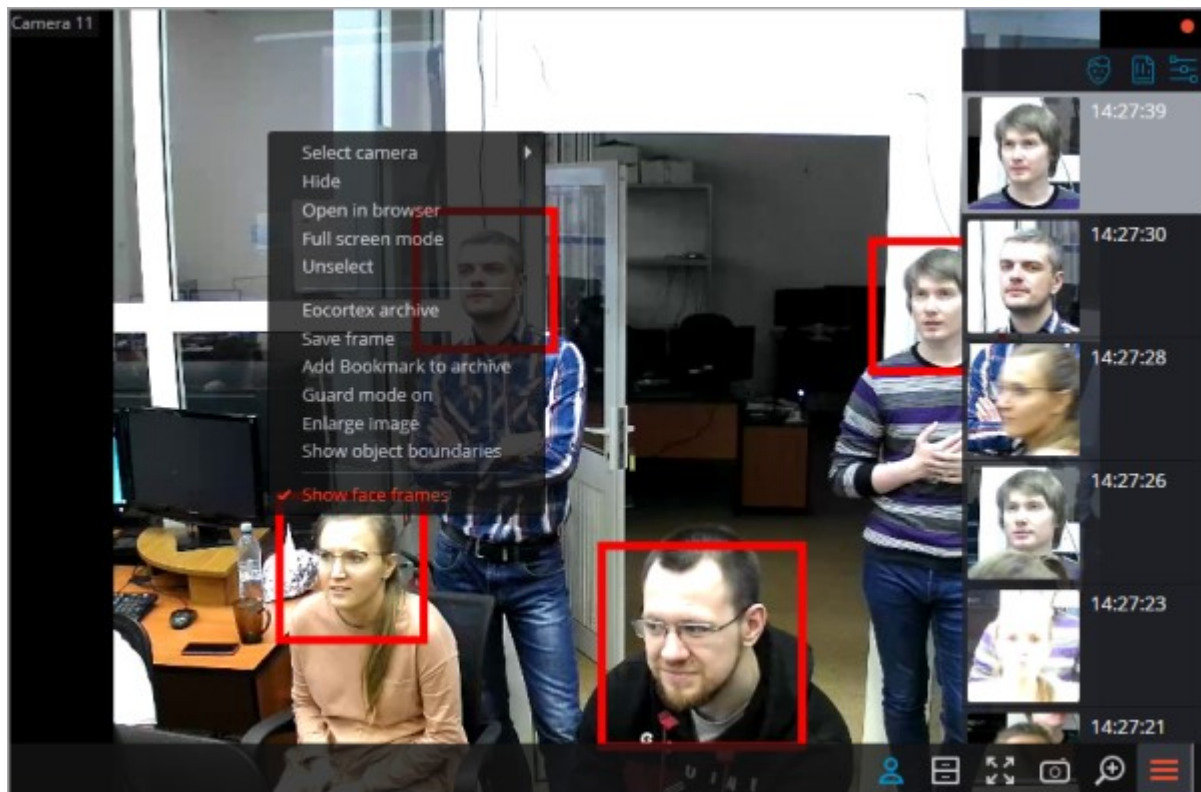 Camera 11
Select camera
Hide
Open in browser
Full screen mode
Unselect
Eocortex archive
Save frame
Add Bookmark to archive
Guard mode on
Enlarge image
Show object boundaries
Show face frames
14:27:39
14:27:30
14:27:28
14:27:26
14:27:23
14:27:21